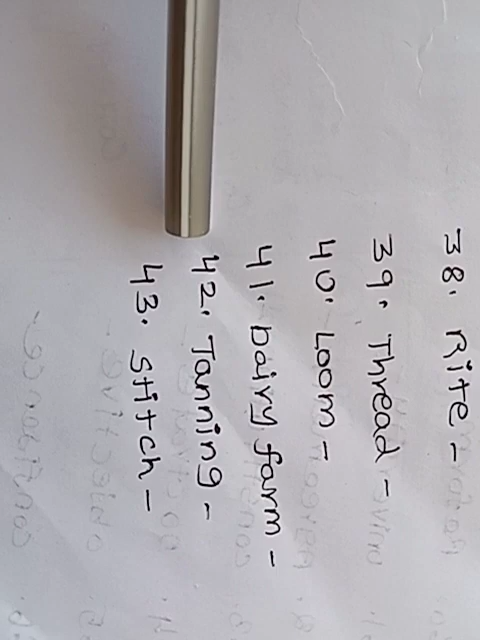 38. Rite -
39. Thread -
40. Loom -
41. Dairy farm -
42. Tanning -
43. Stitch -